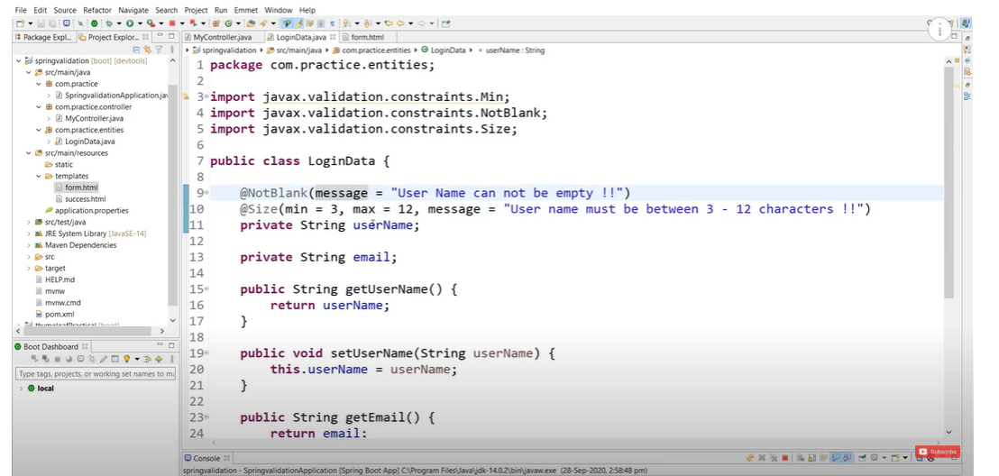 File Edit Source Refactor Navigate Search Project Run Emmet Window Help
Package Expl... Project Explor...
springvalidation [boot] [devtools]
src/main/java
com.practice
SpringvalidationApplication.jav
com.practice.controller
MyController.java
com.practice.entities
LoginData.java
src/main/resources
static
templates
form.html
success.html
application.properties
src/test/java
JRE System Library [JavaSE-14]
Maven Dependencies
src
target
HELP.md
mvnw
mvnw.cmd
pom.xml
thymeleafPractical [boot]
Boot Dashboard
Type tags, projects, or working set names to ma
local
MyController.java LoginData.java form.html
springvalidation src/main/java com.practice.entities LoginData userName : String
1 package com.practice.entities;
2
3 import javax.validation.constraints.Min;
4 import javax.validation.constraints.NotBlank;
5 import javax.validation.constraints.Size;
6
7 public class LoginData {
8
9 @NotBlank(message = "User Name can not be empty !!")
10 @Size(min = 3, max = 12, message = "User name must be between 3 - 12 characters !!")
11 private String userName;
12
13 private String email;
14
15 public String getUserName() {
16 return userName;
17 }
18
19 public void setUserName(String userName) {
20 this.userName = userName;
21 }
22
23 public String getEmail() {
24 return email;
Console
springvalidation - SpringvalidationApplication [Spring Boot App] C:\Program Files\Java\jdk-14.0.2\bin\javaw.exe (28-Sep-2020, 2:58:48 pm)
Subscribe